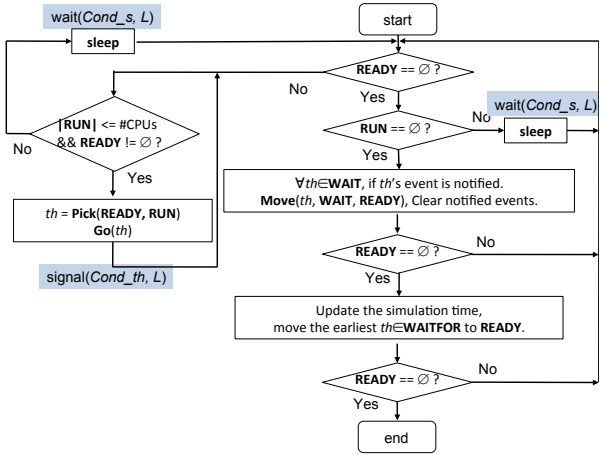 wait(Cond_s, L)
start
sleep
READY == ∅ ?
No
Yes
wait(Cond_s, L)
|RUN| <= #CPUs
&& READY != ∅ ?
RUN == ∅ ?
No
sleep
No
Yes
Yes
∀th∈WAIT, if th's event is notified.
Move(th, WAIT, READY), Clear notified events.
th = Pick(READY, RUN)
Go(th)
READY == ∅ ?
No
signal(Cond_th, L)
Yes
Update the simulation time,
move the earliest th∈WAITFOR to READY.
READY == ∅ ?
No
Yes
end